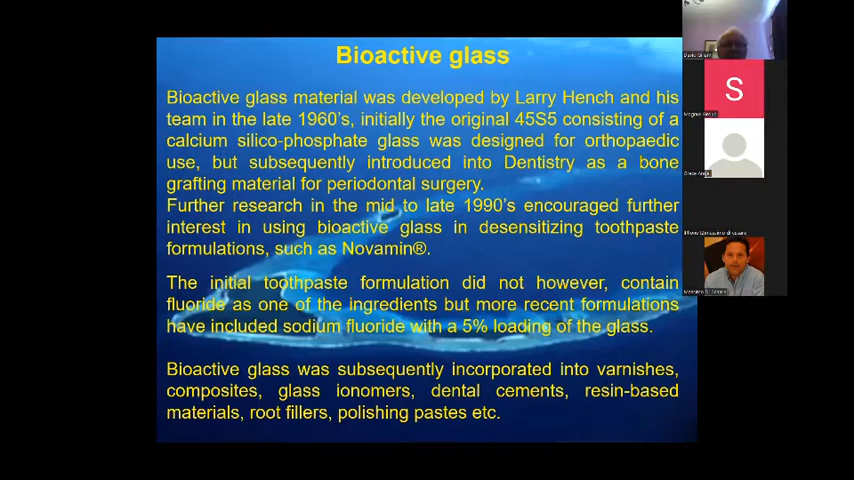 Bioactive glass
Bioactive glass material was developed by Larry Hench and his
team in the late 1960's, initially the original 45S5 consisting of a
calcium silico-phosphate glass was designed for orthopaedic
use, but subsequently introduced into Dentistry as a bone
grafting material for periodontal surgery.
Further research in the mid to late 1990's encouraged further
interest in using bioactive glass in desensitizing toothpaste
formulations, such as Novamin®.
The initial toothpaste formulation did not however, contain
fluoride as one of the ingredients but more recent formulations
have included sodium fluoride with a 5% loading of the glass.
Bioactive glass was subsequently incorporated into varnishes,
composites, glass ionomers, dental cements, resin-based
materials, root fillers, polishing pastes etc.
David Gillam
S
Magnus Group